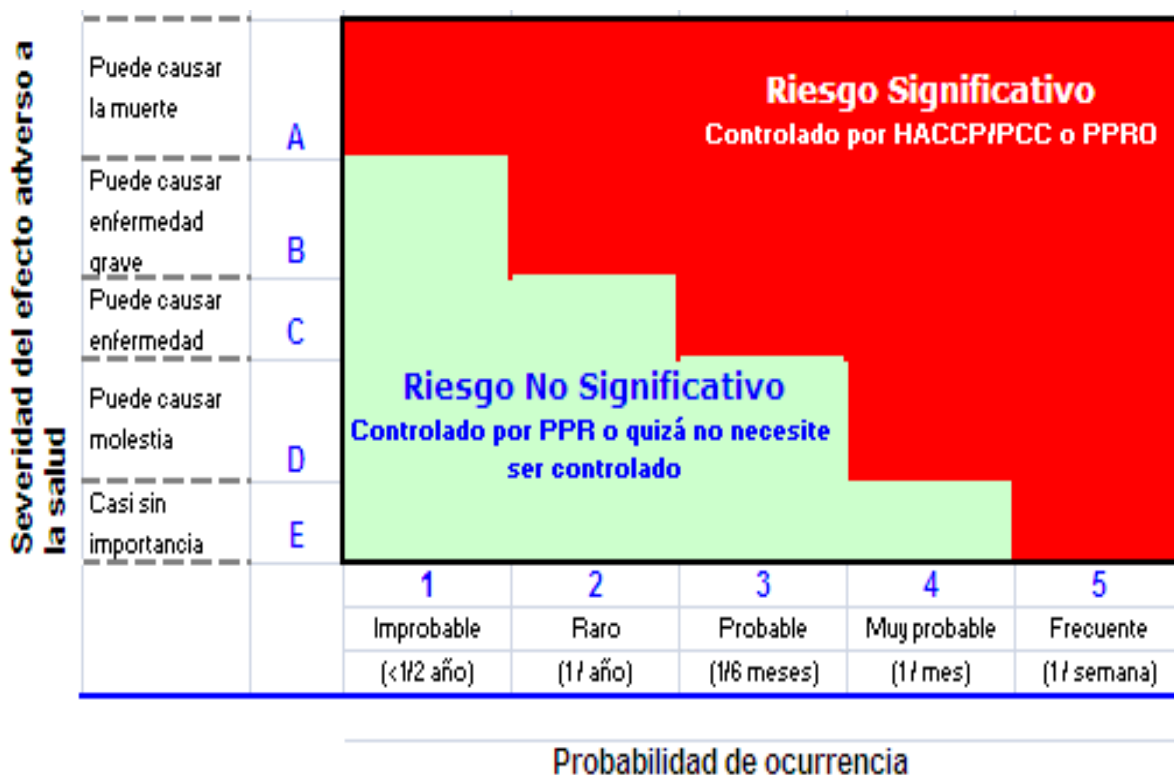 Severidad del efecto adverso a
la salud
Puede causar
la muerte
A
Riesgo Significativo
Controlado por HACCP/PCC o PPRO
Puede causar
enfermedad
grave
B
Puede causar
enfermedad
C
Puede causar
molestia
D
Riesgo No Significativo
Controlado por PPR o quizá no necesite
ser controlado
Casi sin
importancia
E
1 2 3 4 5
Improbable Raro Probable Muy probable Frecuente
(<1/2 año) (1/ año) (1/6 meses) (1/ mes) (1/ semana)
Probabilidad de ocurrencia